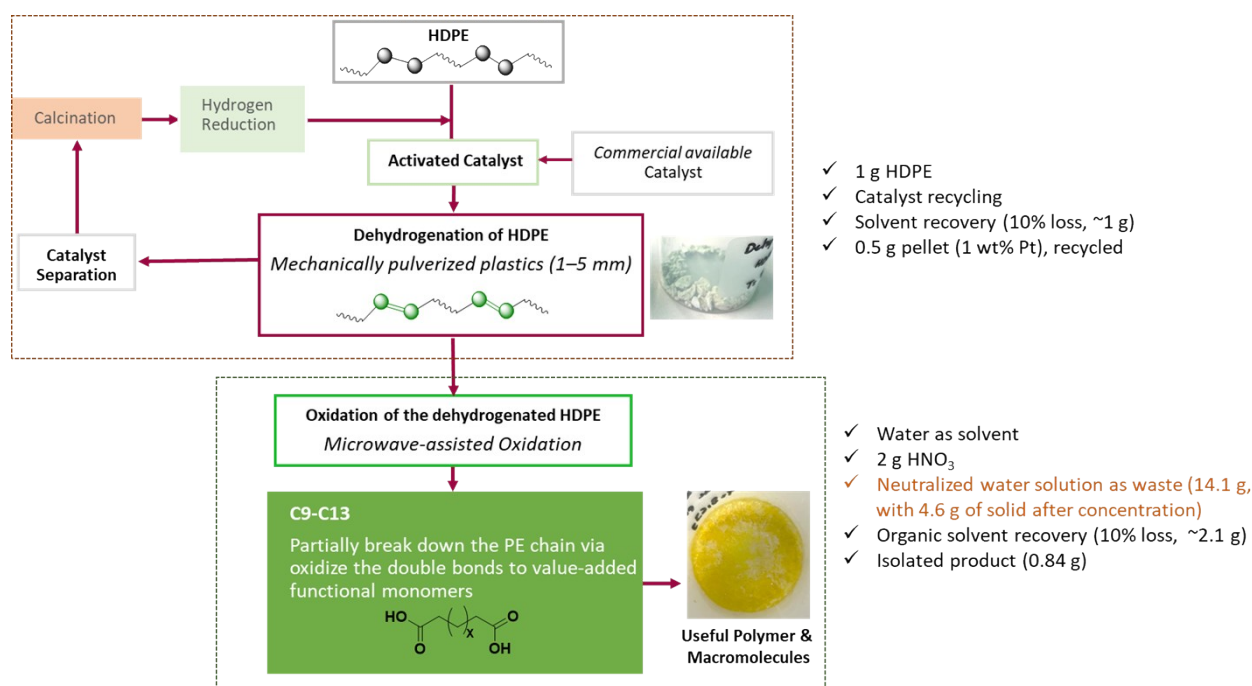 HDPE
Calcination
Hydrogen
Reduction
Activated Catalyst
Commercial available
Catalyst
Catalyst
Separation
Dehydrogenation of HDPE
Mechanically pulverized plastics (1–5 mm)
✓ 1 g HDPE
✓ Catalyst recycling
✓ Solvent recovery (10% loss, ~1 g)
✓ 0.5 g pellet (1 wt% Pt), recycled
Oxidation of the dehydrogenated HDPE
Microwave-assisted Oxidation
C9-C13
Partially break down the PE chain via
oxidize the double bonds to value-added
functional monomers
HO
O
x
O
OH
Useful Polymer &
Macromolecules
✓ Water as solvent
✓ 2 g HNO₃
✓ Neutralized water solution as waste (14.1 g,
with 4.6 g of solid after concentration)
✓ Organic solvent recovery (10% loss, ~2.1 g)
✓ Isolated product (0.84 g)